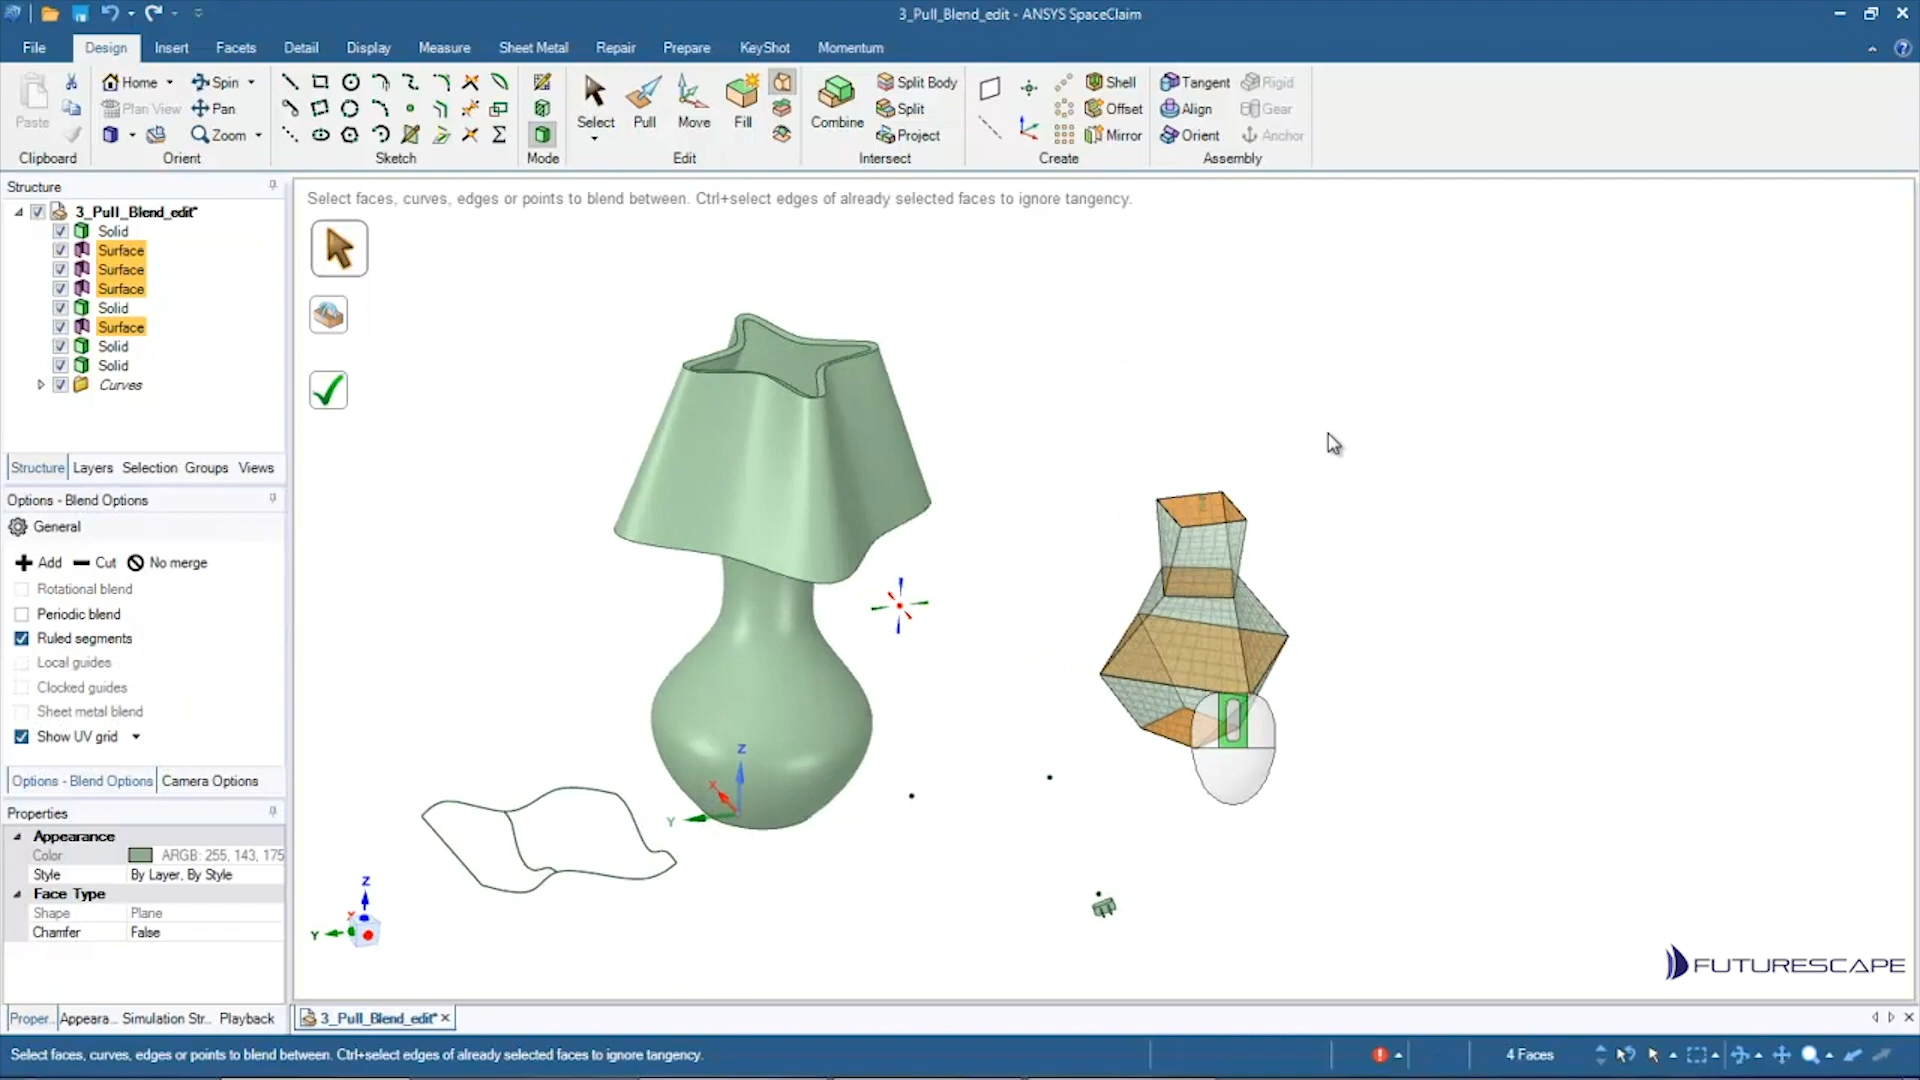 3_Pull_Blend_edit - ANSYS SpaceClaim
File Design Insert Facets Detail Display Measure Sheet Metal Repair Prepare KeyShot Momentum
Paste
Clipboard
Home Spin
Plan View Pan
Zoom
Orient
Sketch
Mode
Select Pull Move Fill
Edit
Combine
Split Body
Split
Project
Intersect
Shell
Offset
Mirror
Create
Tangent Rigid
Align Gear
Orient Anchor
Assembly
Structure
3_Pull_Blend_edit*
Solid
Surface
Surface
Surface
Solid
Surface
Solid
Solid
Curves
Structure Layers Selection Groups Views
Options - Blend Options
General
Add Cut No merge
Rotational blend
Periodic blend
Ruled segments
Local guides
Clocked guides
Sheet metal blend
Show UV grid
Options - Blend Options Camera Options
Properties
Appearance
Color ARGB: 255, 143, 175
Style By Layer, By Style
Face Type
Shape Plane
Chamfer False
Proper... Appeara... Simulation Str... Playback
Select faces, curves, edges or points to blend between. Ctrl+select edges of already selected faces to ignore tangency.
Z
X
Y
Z
X
Y
FUTURESCAPE
3_Pull_Blend_edit*
Select faces, curves, edges or points to blend between. Ctrl+select edges of already selected faces to ignore tangency.
4 Faces